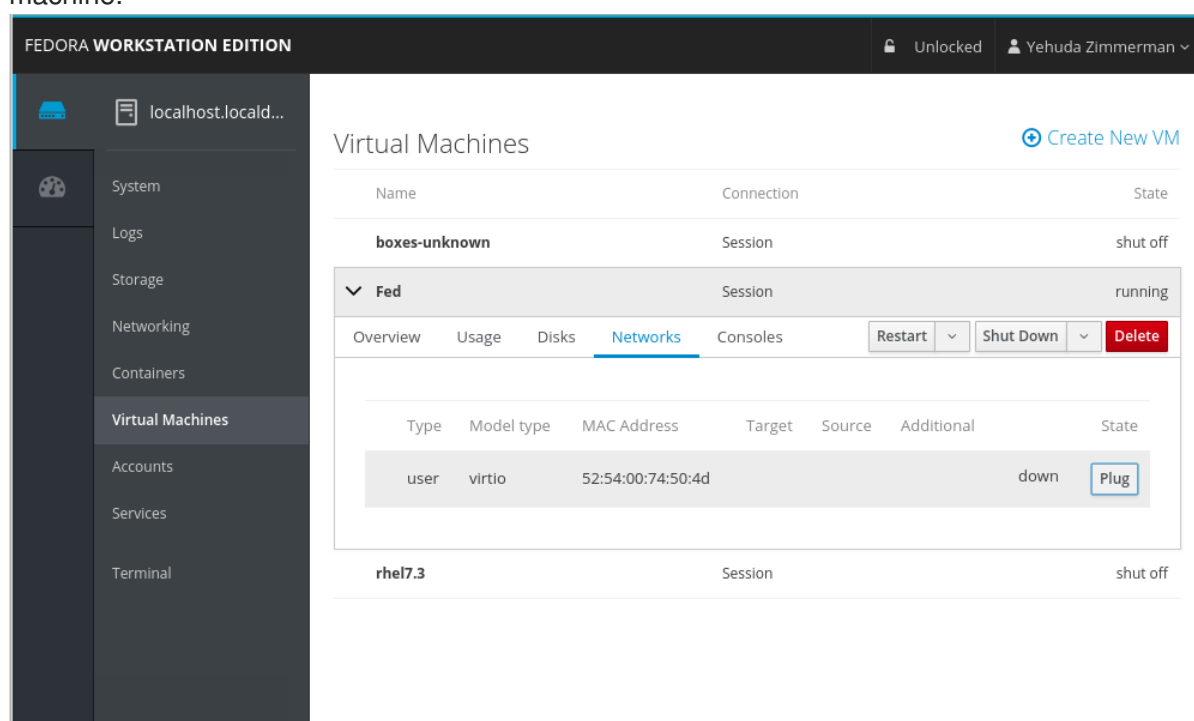 machine.
FEDORA WORKSTATION EDITION
Unlocked
Yehuda Zimmerman
localhost.locald...
System
Logs
Storage
Networking
Containers
Virtual Machines
Accounts
Services
Terminal
Virtual Machines
Create New VM
Name Connection State
boxes-unknown Session shut off
Fed Session running
Overview Usage Disks Networks Consoles Restart Shut Down Delete
Type Model type MAC Address Target Source Additional State
user virtio 52:54:00:74:50:4d down Plug
rhel7.3 Session shut off